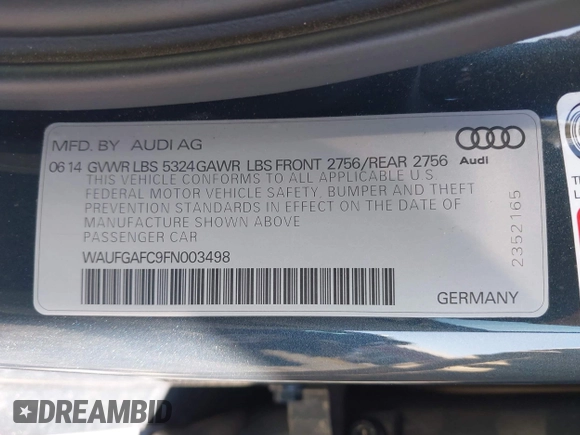 MFD. BY AUDI AG
06 14 GVWR LBS 5324 GAWR LBS FRONT 2756/REAR 2756
Audi
THIS VEHICLE CONFORMS TO ALL APPLICABLE U.S.
FEDERAL MOTOR VEHICLE SAFETY, BUMPER AND THEFT
PREVENTION STANDARDS IN EFFECT ON THE DATE OF
MANUFACTURE SHOWN ABOVE
PASSENGER CAR
WAUFGAFC9FN003498
GERMANY
2352165
DREAMBID